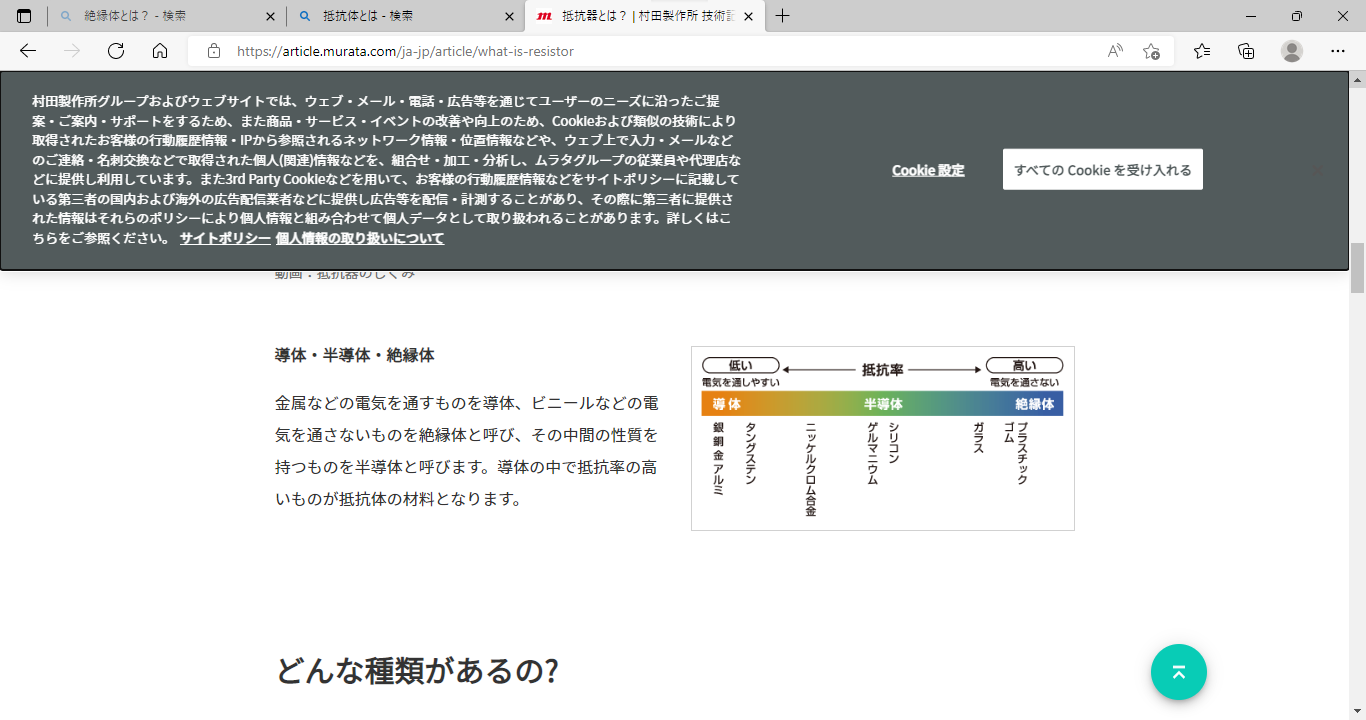 絶縁体とは？ - 検索
抵抗体とは - 検索
抵抗器とは？ | 村田製作所 技術記
https://article.murata.com/ja-jp/article/what-is-resistor
村田製作所グループおよびウェブサイトでは、ウェブ・メール・電話・広告等を通じてユーザーのニーズに沿ったご提
案・ご案内・サポートをするため、また商品・サービス・イベントの改善や向上のため、Cookieおよび類似の技術により
取得されたお客様の行動履歴情報・IPから参照されるネットワーク情報・位置情報などや、ウェブ上で入力・メールなど
のご連絡・名刺交換などで取得された個人(関連)情報などを、組合せ・加工・分析し、ムラタグループの従業員や代理店な
どに提供し利用しています。また3rd Party Cookieなどを用いて、お客様の行動履歴情報などをサイトポリシーに記載して
いる第三者の国内および海外の広告配信業者などに提供し広告等を配信・計測することがあり、その際に第三者に提供さ
れた情報はそれらのポリシーにより個人情報と組み合わせて個人データとして取り扱われることがあります。詳しくはこ
ちらをご参照ください。 サイトポリシー 個人情報の取り扱いについて
Cookie 設定
すべての Cookie を受け入れる
動画：抵抗器のしくみ
導体・半導体・絶縁体
金属などの電気を通すものを導体、ビニールなどの電
気を通さないものを絶縁体と呼び、その中間の性質を
持つものを半導体と呼びます。導体の中で抵抗率の高
いものが抵抗体の材料となります。
低い
抵抗率
高い
電気を通しやすい
電気を通さない
導体
半導体
絶縁体
銀 銅 金 アルミ
タングステン
ニッケルクロム合金
ゲルマニウム
シリコン
ガラス
ゴム
プラスチック
どんな種類があるの?